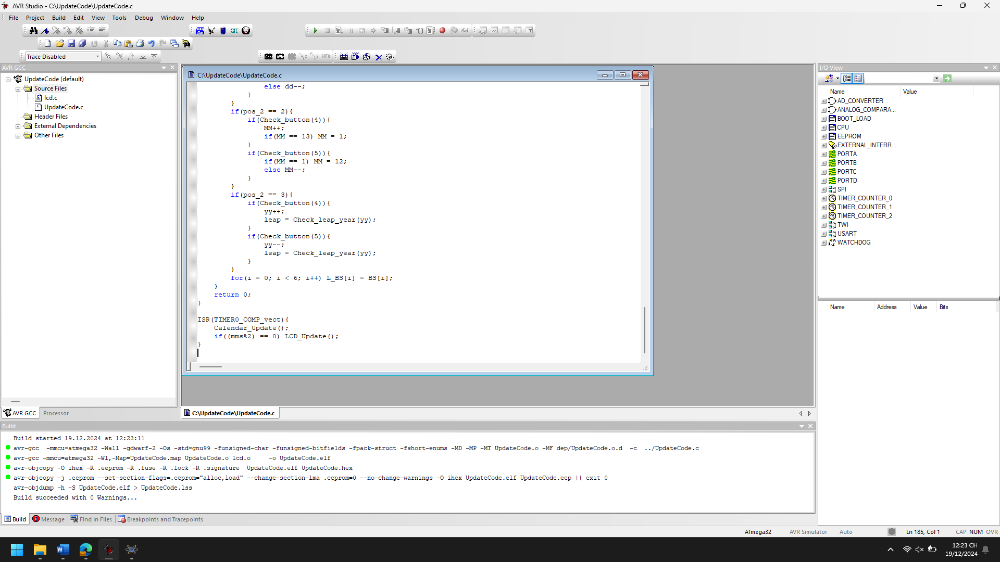 AVR Studio - C:\UpdateCode\UpdateCode.c
File Project Build Edit View Tools Debug Window Help
Trace Disabled
AUTO
AVR GCC
UpdateCode (default)
Source Files
lcd.c
UpdateCode.c
Header Files
External Dependencies
Other Files
AVR GCC Processor
C:\UpdateCode\UpdateCode.c
else dd--;
}
}
if(pos_2 == 2){
if(Check_button(4)){
MM++;
if(MM == 13) MM = 1;
}
if(Check_button(5)){
if(MM == 1) MM = 12;
else MM--;
}
}
if(pos_2 == 3){
if(Check_button(4)){
yy++;
leap = Check_leap_year(yy);
}
if(Check_button(5)){
yy--;
leap = Check_leap_year(yy);
}
}
for(i = 0; i < 6; i++) L_BS[i] = BS[i];
}
return 0;
}
ISR(TIMER0_COMP_vect){
Calendar_Update();
if((mms%2) == 0) LCD_Update();
}
C:\UpdateCode\UpdateCode.c
I/O View
Name Value
AD_CONVERTER
ANALOG_COMPARA...
BOOT_LOAD
CPU
EEPROM
EXTERNAL_INTERR...
PORTA
PORTB
PORTC
PORTD
SPI
TIMER_COUNTER_0
TIMER_COUNTER_1
TIMER_COUNTER_2
TWI
USART
WATCHDOG
Name Address Value Bits
Build
Build started 19.12.2024 at 12:23:11
avr-gcc  -mmcu=atmega32 -Wall -gdwarf-2 -Os -std=gnu99 -funsigned-char -funsigned-bitfields -fpack-struct -fshort-enums -MD -MP -MT UpdateCode.o -MF dep/UpdateCode.o.d  -c  ../UpdateCode.c
avr-gcc -mmcu=atmega32 -Wl,-Map=UpdateCode.map UpdateCode.o lcd.o     -o UpdateCode.elf
avr-objcopy -O ihex -R .eeprom -R .fuse -R .lock -R .signature  UpdateCode.elf UpdateCode.hex
avr-objcopy -j .eeprom --set-section-flags=.eeprom="alloc,load" --change-section-lma .eeprom=0 --no-change-warnings -O ihex UpdateCode.elf UpdateCode.eep || exit 0
avr-objdump -h -S UpdateCode.elf > UpdateCode.lss
Build succeeded with 0 Warnings...
Build Message Find in Files Breakpoints and Tracepoints
ATmega32 AVR Simulator Auto Ln 185, Col 1 CAP NUM OVR
12:23 CH
19/12/2024